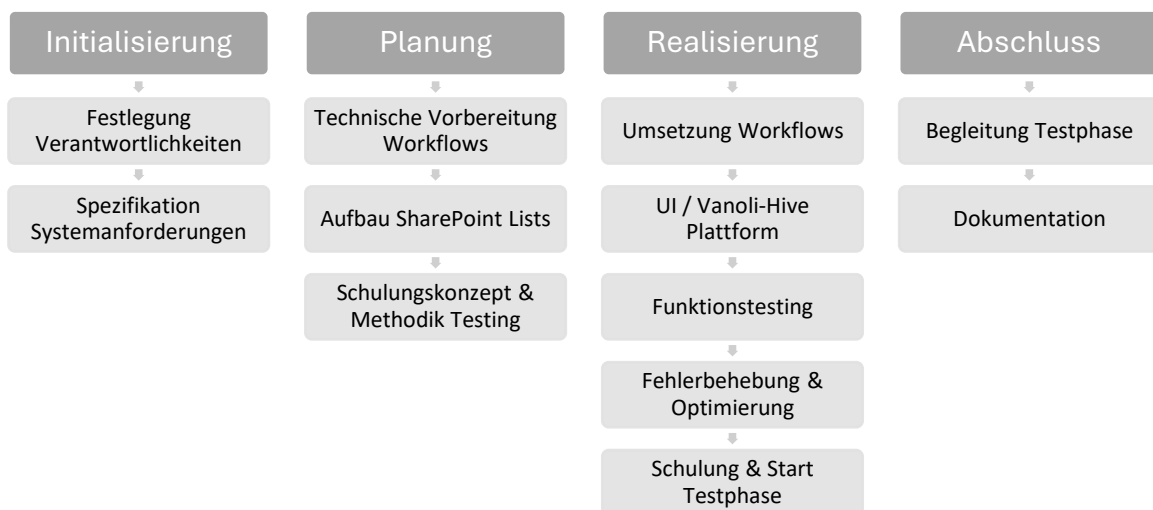 Initialisierung
Festlegung
Verantwortlichkeiten
Spezifikation
Systemanforderungen
Planung
Technische Vorbereitung
Workflows
Aufbau SharePoint Lists
Schulungskonzept &
Methodik Testing
Realisierung
Umsetzung Workflows
UI / Vanoli-Hive
Plattform
Funktionstesting
Fehlerbehebung &
Optimierung
Schulung & Start
Testphase
Abschluss
Begleitung Testphase
Dokumentation